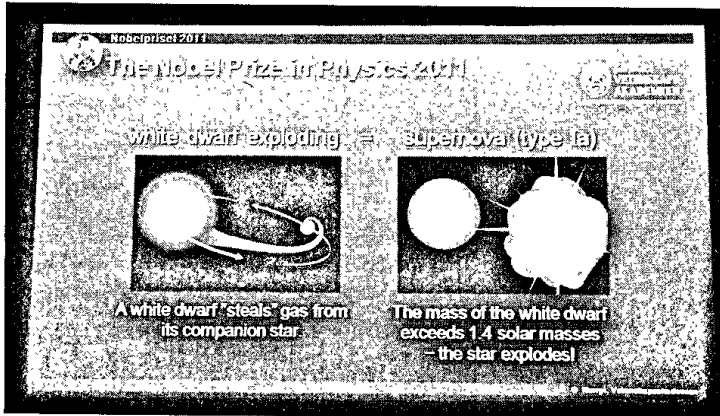 Nobelpriset 2011
The Nobel Prize in Physics 2011
white dwarf exploding = supernova (type Ia)
A white dwarf "steals" gas from
its companion star
The mass of the white dwarf
exceeds 1.4 solar masses
– the star explodes!